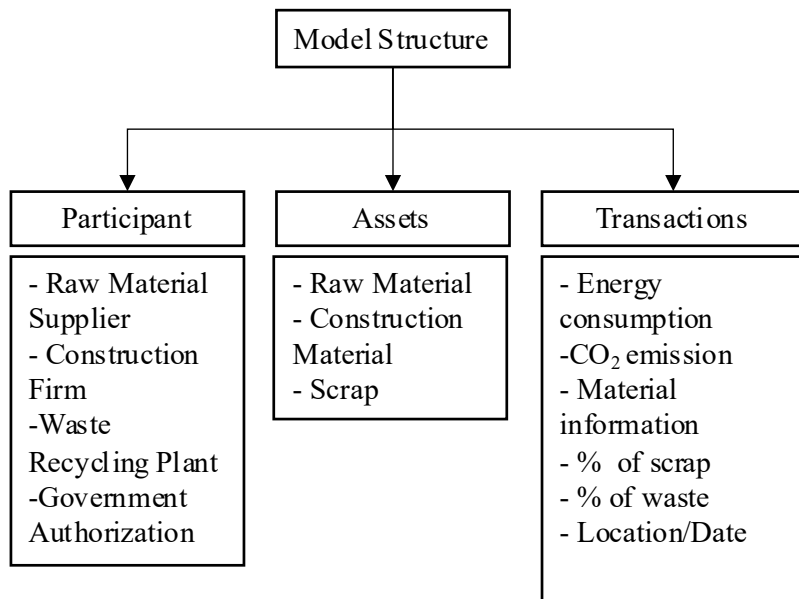 Model Structure
Participant
- Raw Material
Supplier
- Construction
Firm
-Waste
Recycling Plant
-Government
Authorization
Assets
- Raw Material
- Construction
Material
- Scrap
Transactions
- Energy
consumption
-CO₂ emission
- Material
information
- % of scrap
- % of waste
- Location/Date